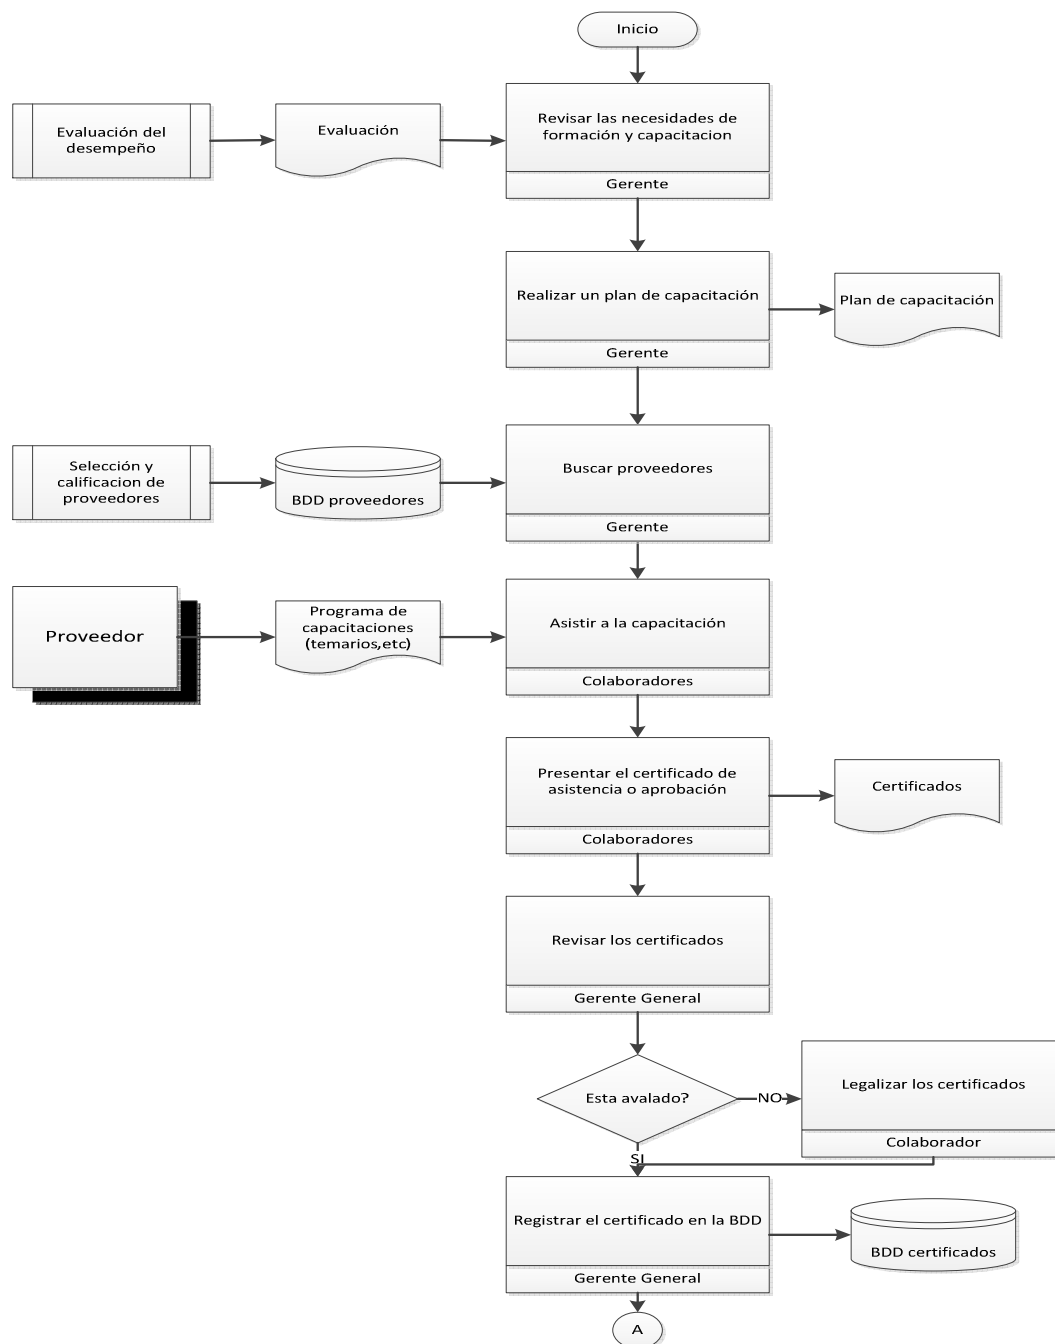 Inicio
Evaluación del
desempeño
Evaluación
Revisar las necesidades de
formación y capacitacion
Gerente
Realizar un plan de capacitación
Gerente
Plan de capacitación
Selección y
calificacion de
proveedores
BDD proveedores
Buscar proveedores
Gerente
Proveedor
Programa de
capacitaciones
(temarios,etc)
Asistir a la capacitación
Colaboradores
Presentar el certificado de
asistencia o aprobación
Colaboradores
Certificados
Revisar los certificados
Gerente General
Esta avalado?
NO
Legalizar los certificados
Colaborador
SI
Registrar el certificado en la BDD
Gerente General
BDD certificados
A